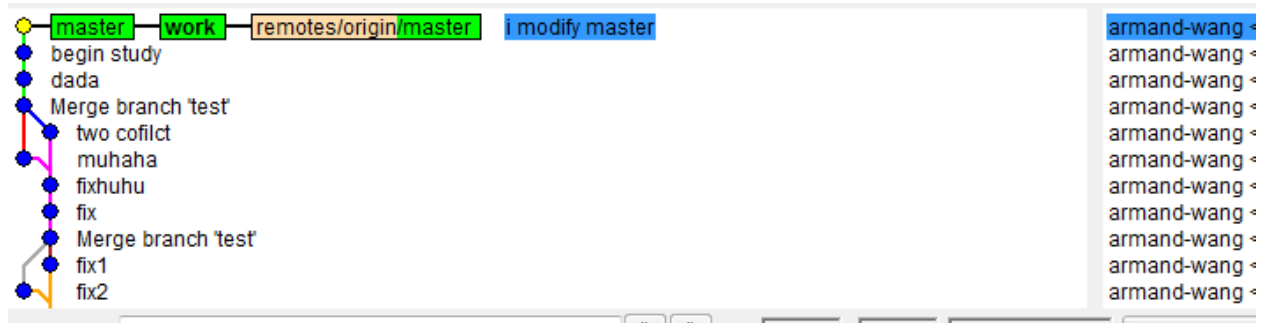 master work remotes/origin/master i modify master armand-wang <
begin study armand-wang <
dada armand-wang <
Merge branch 'test' armand-wang <
two cofilct armand-wang <
muhaha armand-wang <
fixhuhu armand-wang <
fix armand-wang <
Merge branch 'test' armand-wang <
fix1 armand-wang <
fix2 armand-wang <